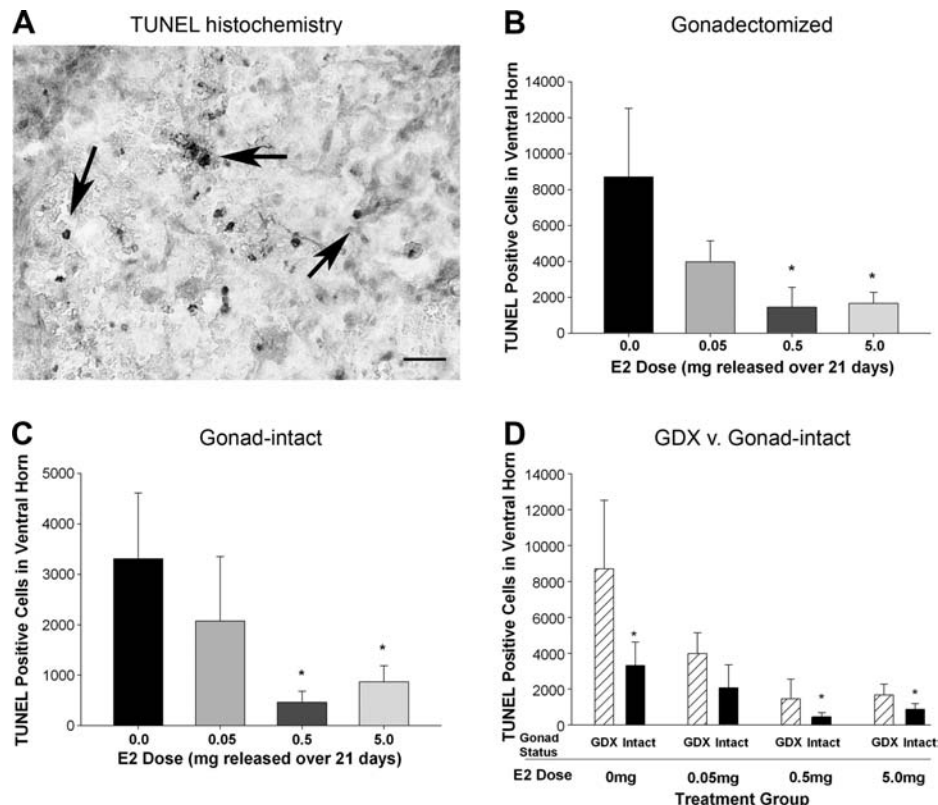 A TUNEL histochemistry
B Gonadectomized
TUNEL Positive Cells in Ventral Horn
14000
12000
10000
8000
6000
4000
2000
0
*
*
0.0 0.05 0.5 5.0
E2 Dose (mg released over 21 days)
C Gonad-intact
TUNEL Positive Cells in Ventral Horn
5000
4000
3000
2000
1000
0
*
*
0.0 0.05 0.5 5.0
E2 Dose (mg released over 21 days)
D GDX v. Gonad-intact
TUNEL Positive Cells in Ventral Horn
14000
12000
10000
8000
6000
4000
2000
0
*
*
*
Gonad
Status
GDX Intact GDX Intact GDX Intact GDX Intact
E2 Dose 0mg 0.05mg 0.5mg 5.0mg
Treatment Group